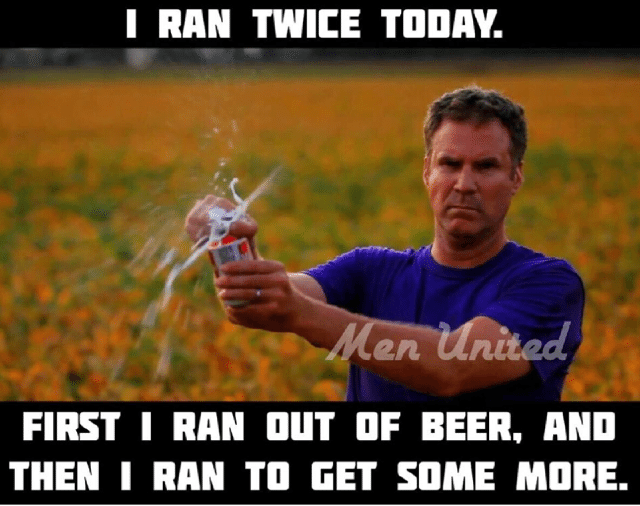 I RAN TWICE TODAY.
Men United
FIRST I RAN OUT OF BEER, AND
THEN I RAN TO GET SOME MORE.